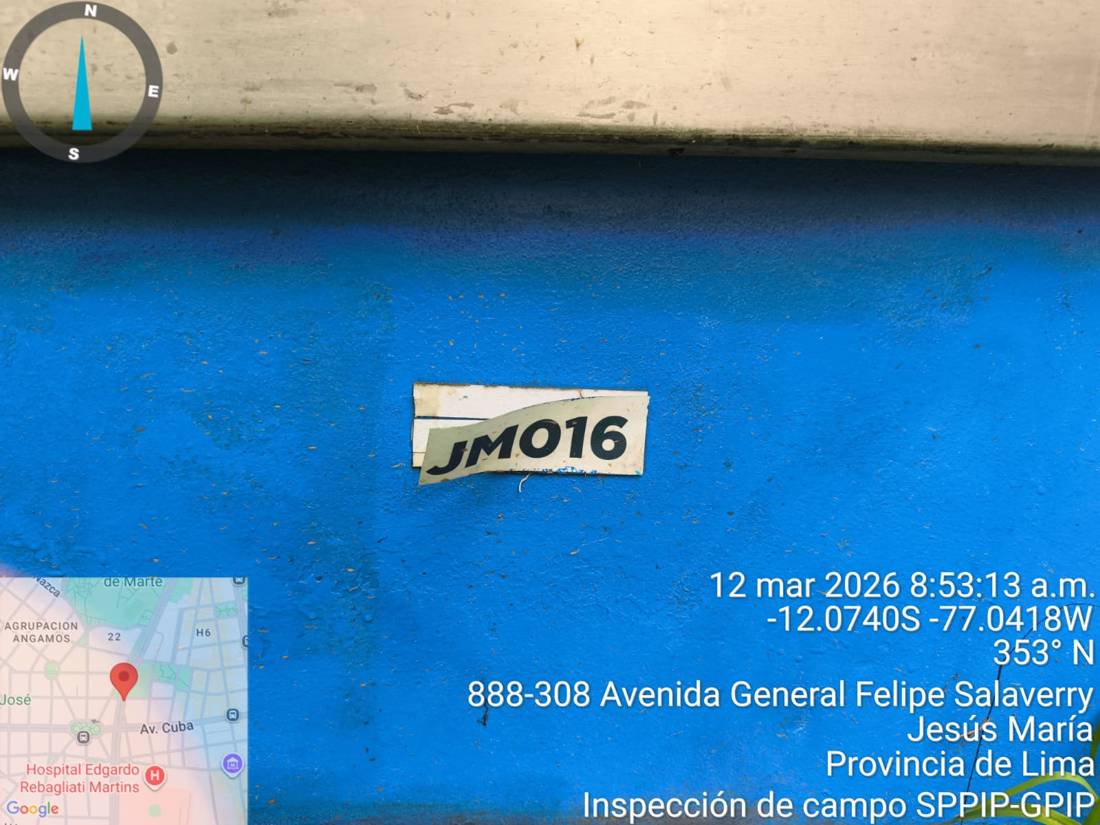 N
W
E
S
JM016
12 mar 2026 8:53:13 a.m.
-12.0740S -77.0418W
353° N
888-308 Avenida General Felipe Salaverry
Jesús María
Provincia de Lima
Inspección de campo SPPIP-GPIP
de Marte
AGRUPACION
ANGAMOS
22
H6
José
Av. Cuba
Hospital Edgardo
Rebagliati Martins
H
Google